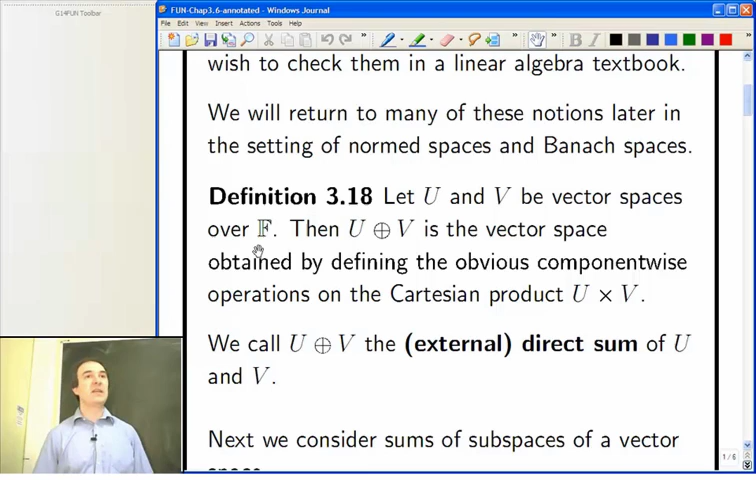 FUN-Chap3.6-annotated - Windows Journal
G14FUN Toolbar
File Edit View Insert Actions Tools Help
B I
wish to check them in a linear algebra textbook.
We will return to many of these notions later in
the setting of normed spaces and Banach spaces.
Definition 3.18 Let U and V be vector spaces
over 𝔽. Then U ⊕ V is the vector space
obtained by defining the obvious componentwise
operations on the Cartesian product U × V.
We call U ⊕ V the (external) direct sum of U
and V.
Next we consider sums of subspaces of a vector
space.
1 / 6